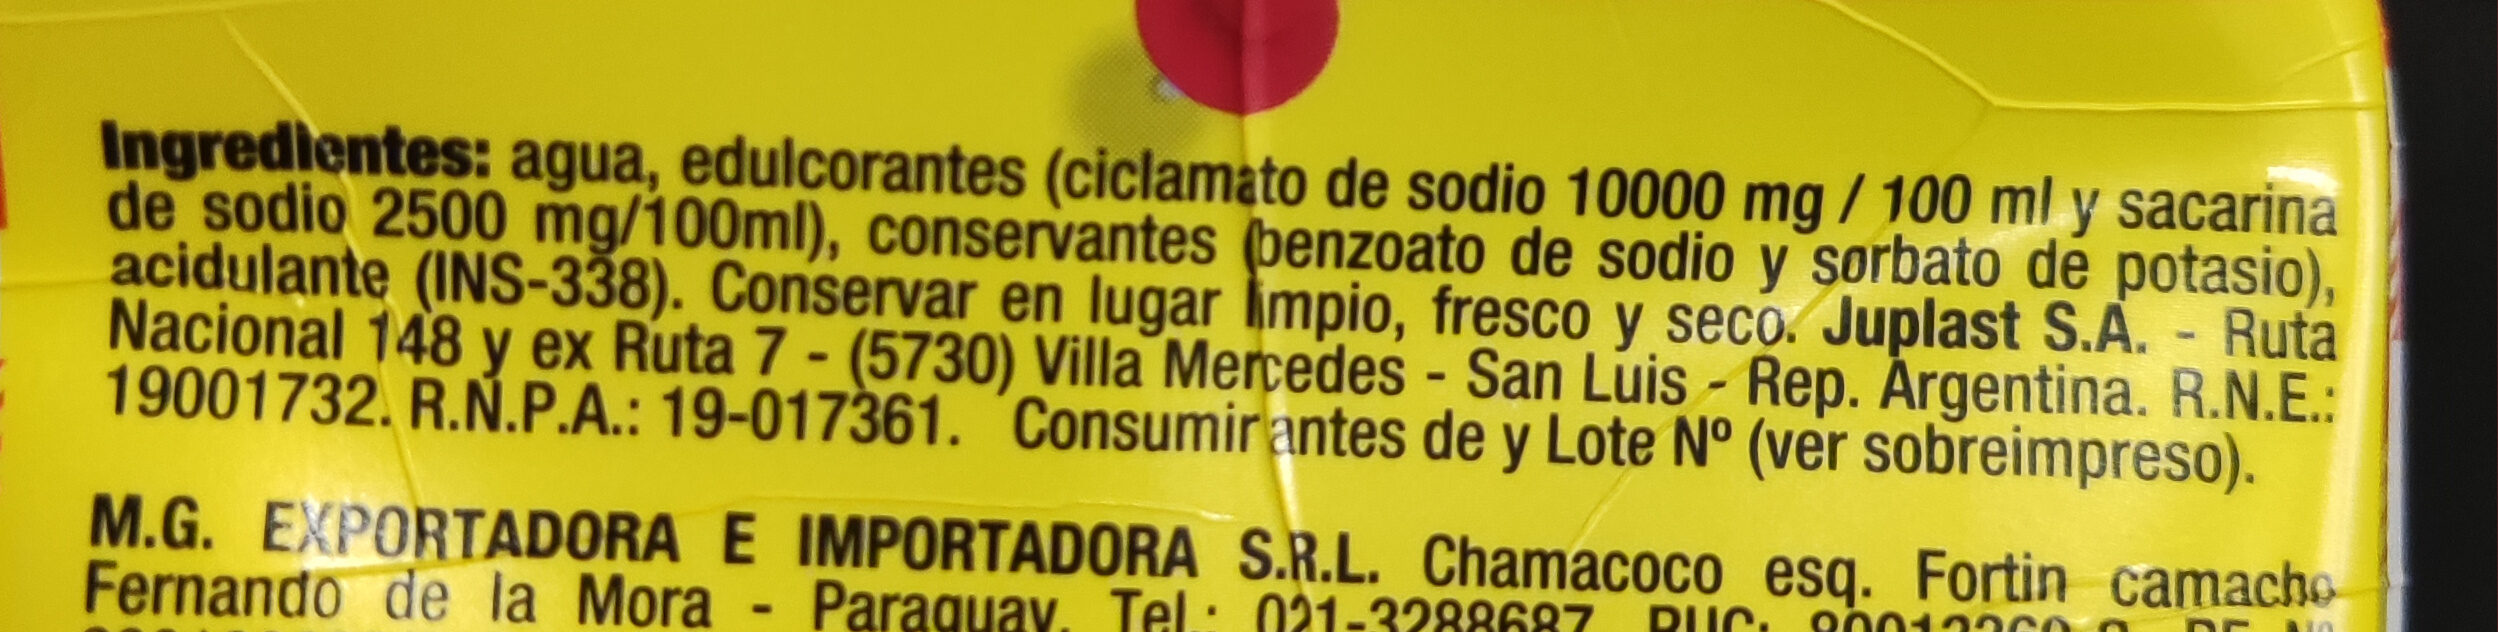 Ingredientes: agua, edulcorantes (ciclamato de sodio 10000 mg / 100 ml y sacarina
de sodio 2500 mg/100ml), conservantes (benzoato de sodio y sorbato de potasio),
acidulante (INS-338). Conservar en lugar limpio, fresco y seco. Juplast S.A. - Ruta
Nacional 148 y ex Ruta 7 - (5730) Villa Mercedes - San Luis - Rep. Argentina. R.N.E.:
19001732. R.N.P.A.: 19-017361. Consumir antes de y Lote Nº (ver sobreimpreso).
M.G. EXPORTADORA E IMPORTADORA S.R.L. Chamacoco esq. Fortin camacho
Fernando de la Mora - Paraguay. Tel.: 021-3288687 RUC: